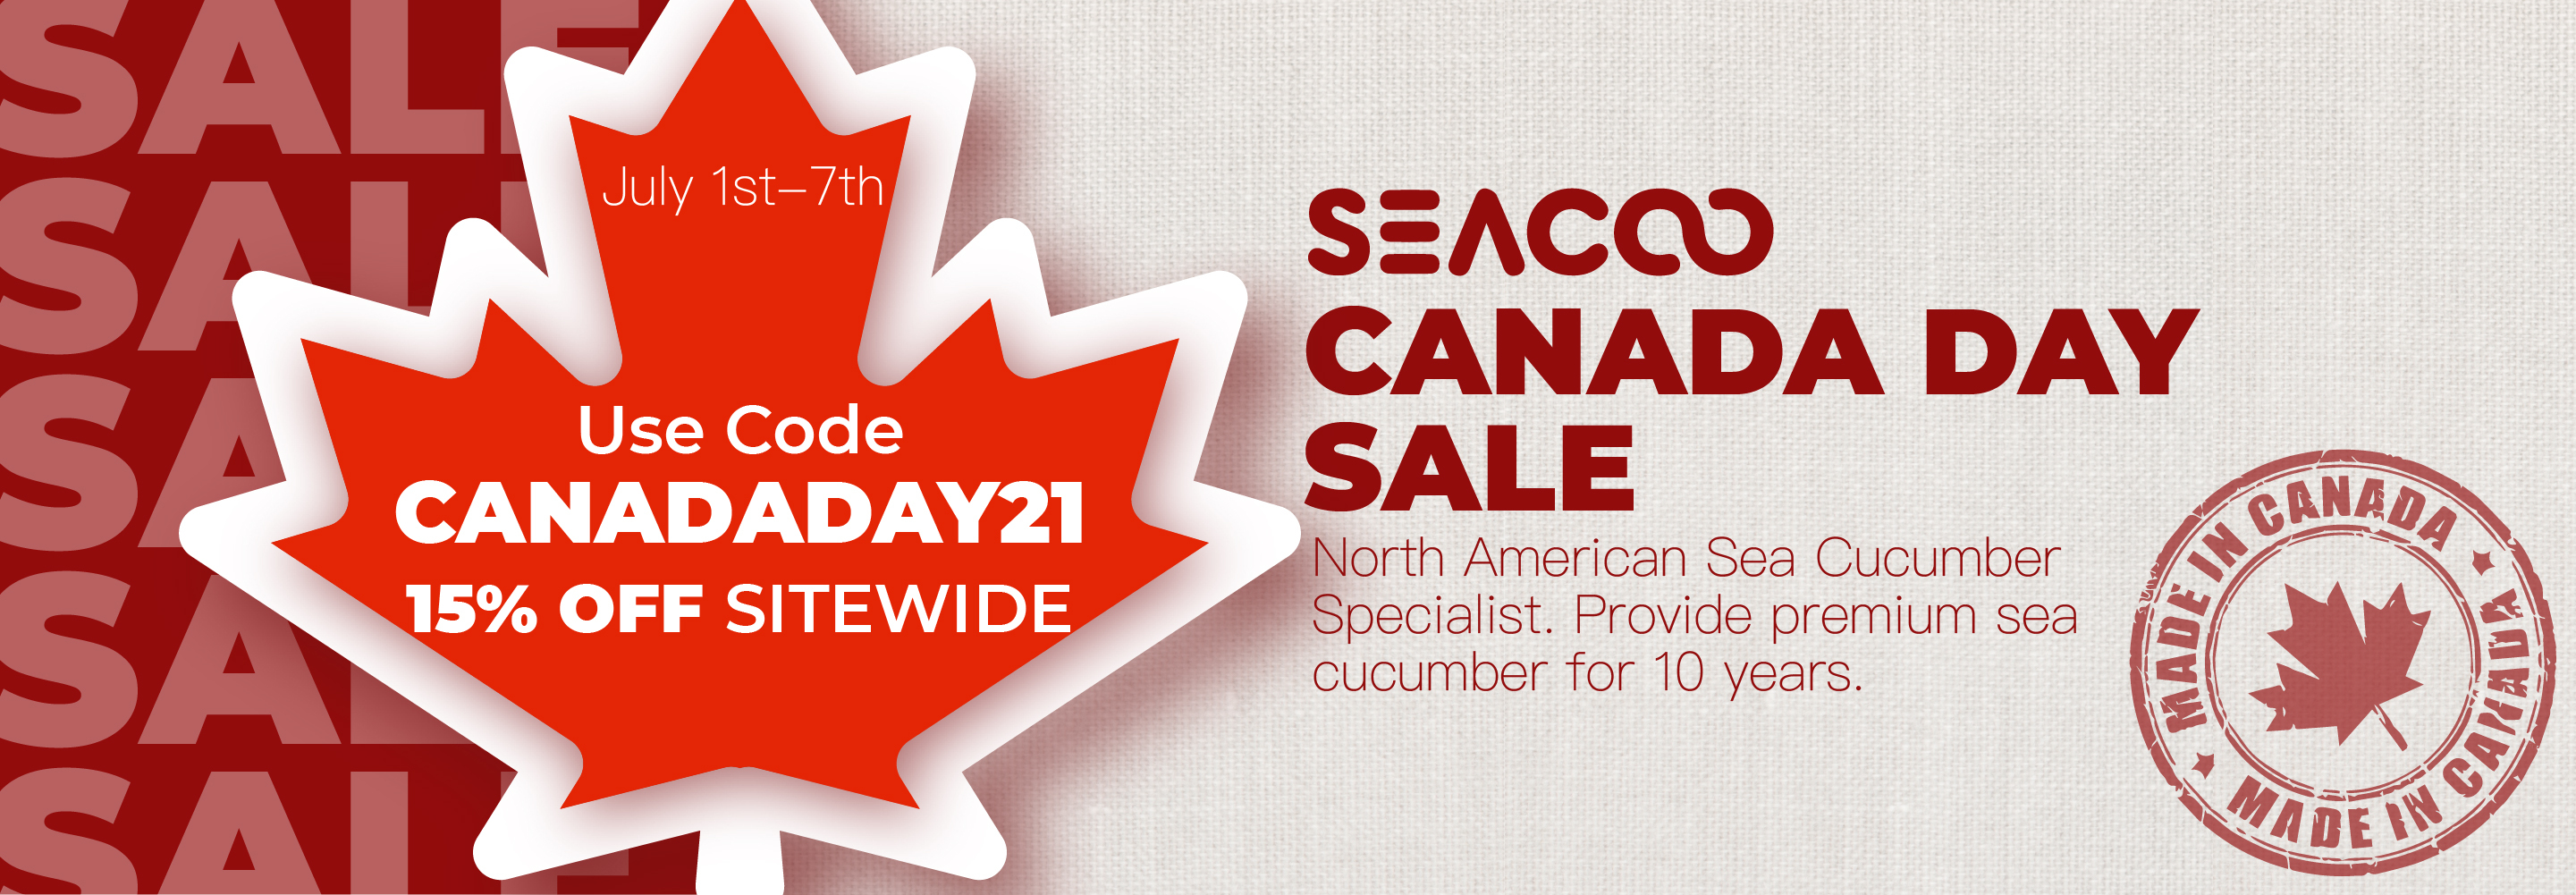 SALE
SALE
SALE
SALE
SALE
July 1st–7th
Use Code
CANADADAY21
15% OFF SITEWIDE
SEACOO
CANADA DAY
SALE
North American Sea Cucumber
Specialist. Provide premium sea
cucumber for 10 years.
MADE IN CANADA
MADE IN CANADA